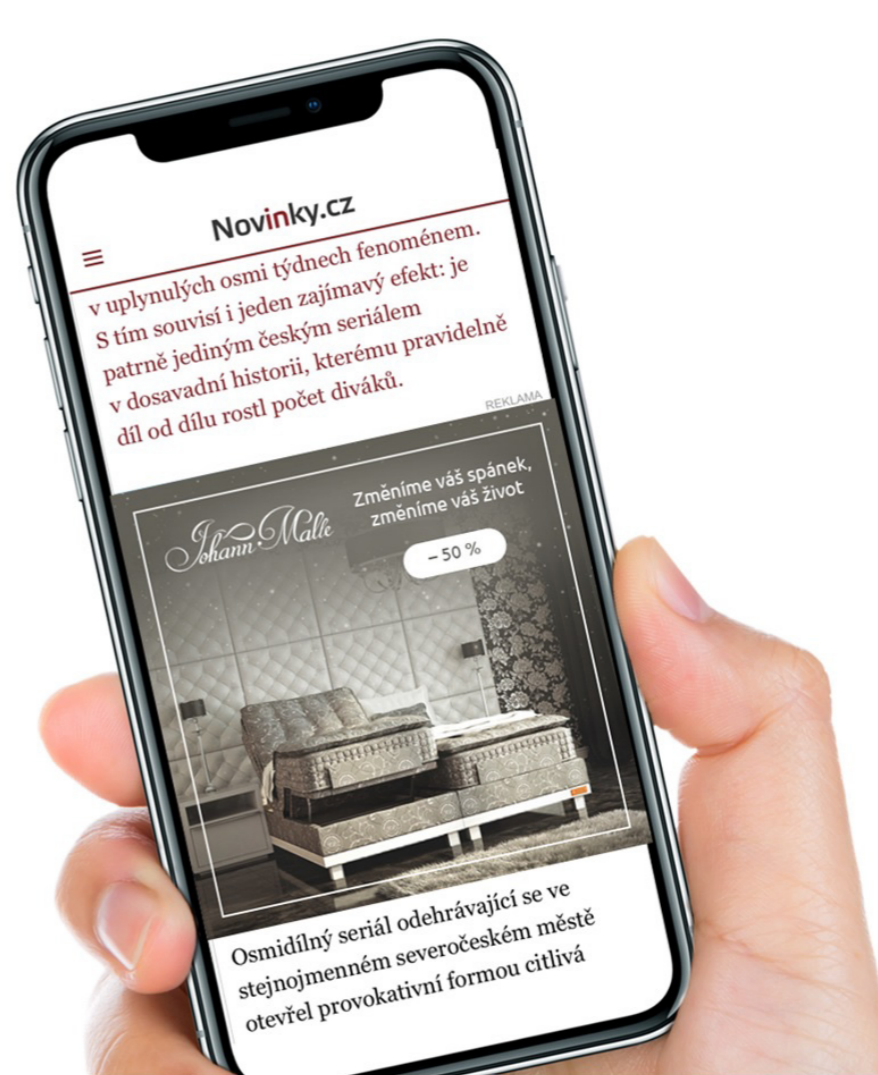 Novinky.cz
v uplynulých osmi týdnech fenoménem.
S tím souvisí i jeden zajímavý efekt: je
patrně jediným českým seriálem
v dosavadní historii, kterému pravidelně
díl od dílu rostl počet diváků.
REKLAMA
Johann Malle
Změníme váš spánek,
změníme váš život
– 50 %
Osmidílný seriál odehrávající se ve
stejnojmenném severočeském městě
otevřel provokativní formou citlivá